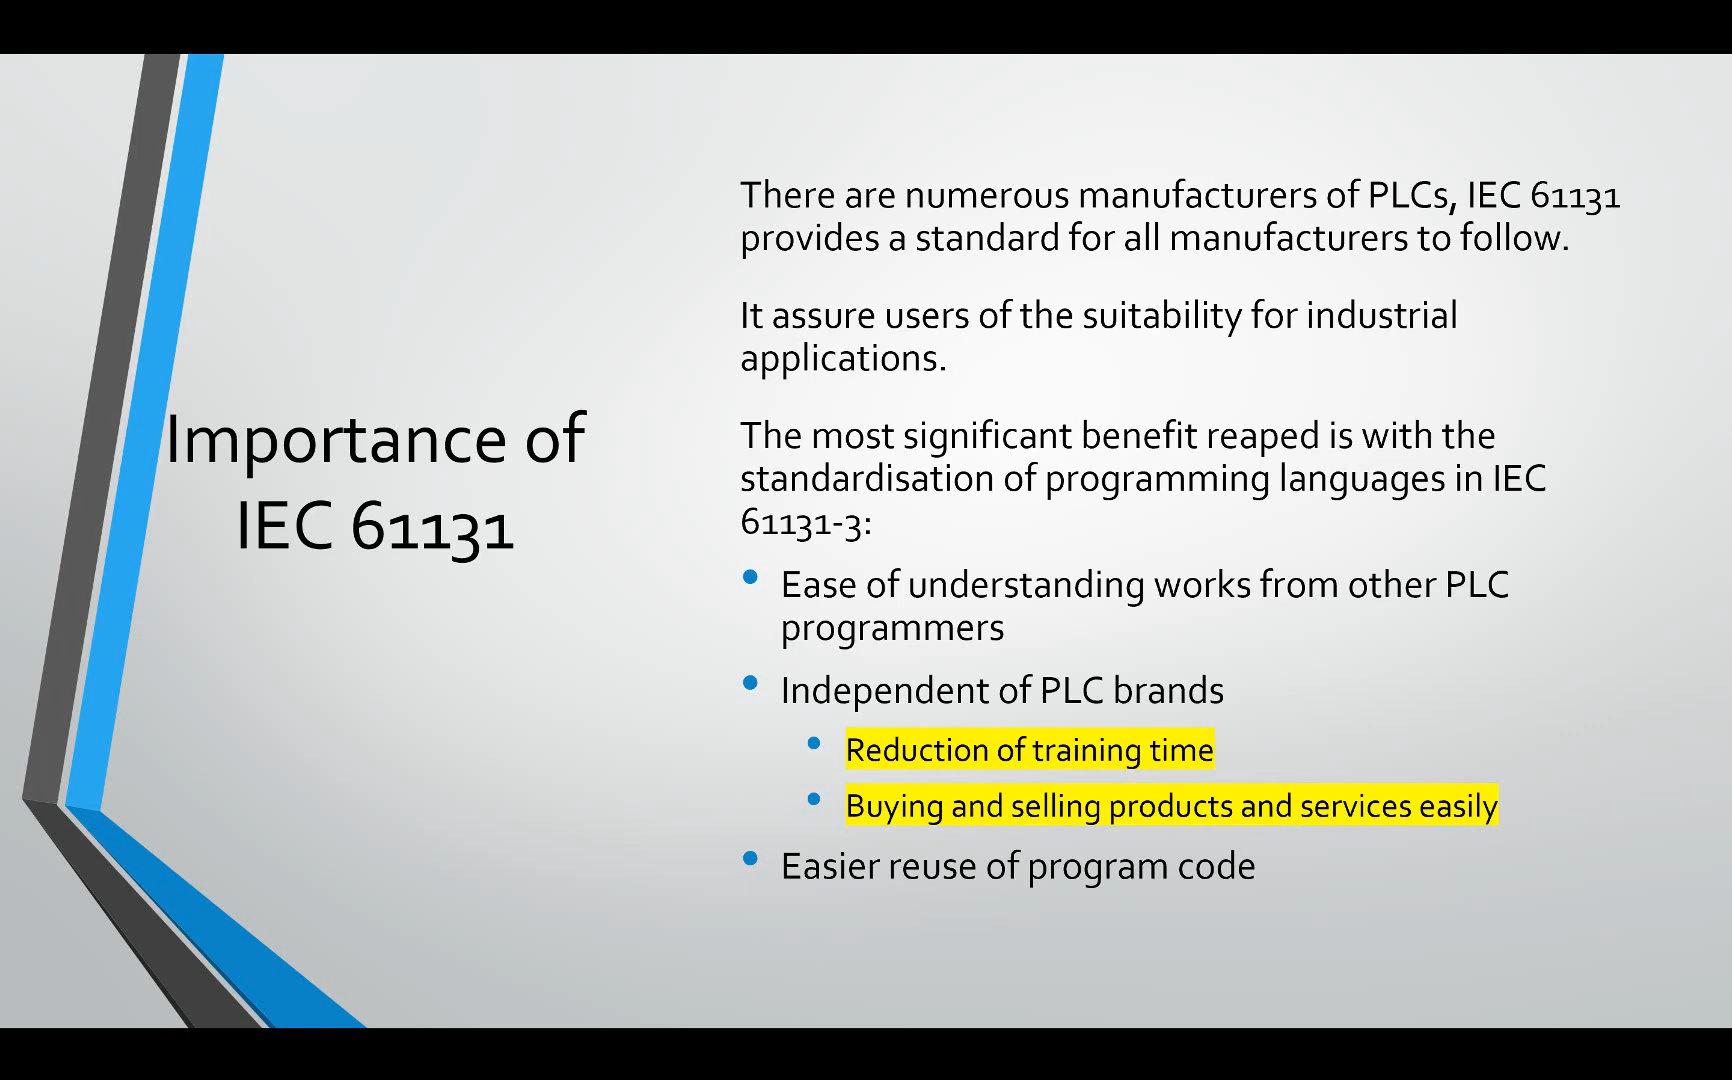 Importance of
IEC 61131
There are numerous manufacturers of PLCs, IEC 61131
provides a standard for all manufacturers to follow.
It assure users of the suitability for industrial
applications.
The most significant benefit reaped is with the
standardisation of programming languages in IEC
61131-3:
• Ease of understanding works from other PLC
programmers
• Independent of PLC brands
• Reduction of training time
• Buying and selling products and services easily
• Easier reuse of program code